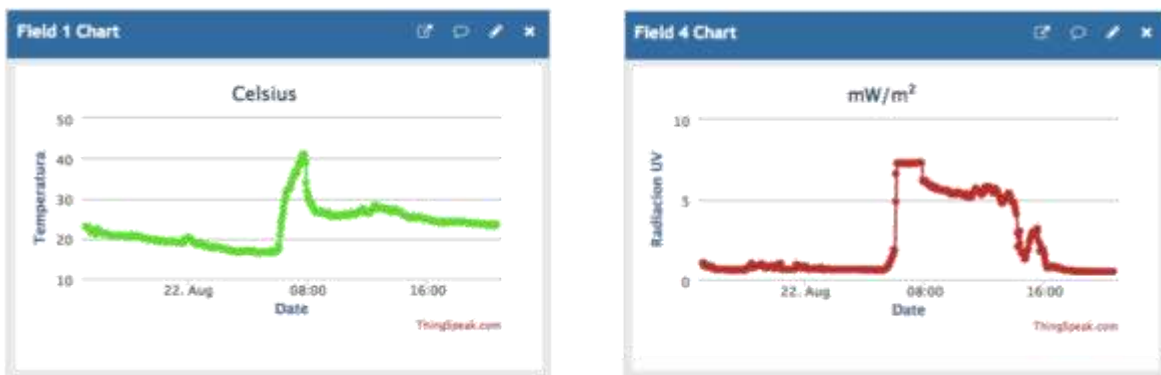 Field 1 Chart
Celsius
50
40
30
20
10
Temperatura
22. Aug
08:00
16:00
Date
ThingSpeak.com
Field 4 Chart
mW/m²
10
5
0
Radiacion UV
22. Aug
08:00
16:00
Date
ThingSpeak.com